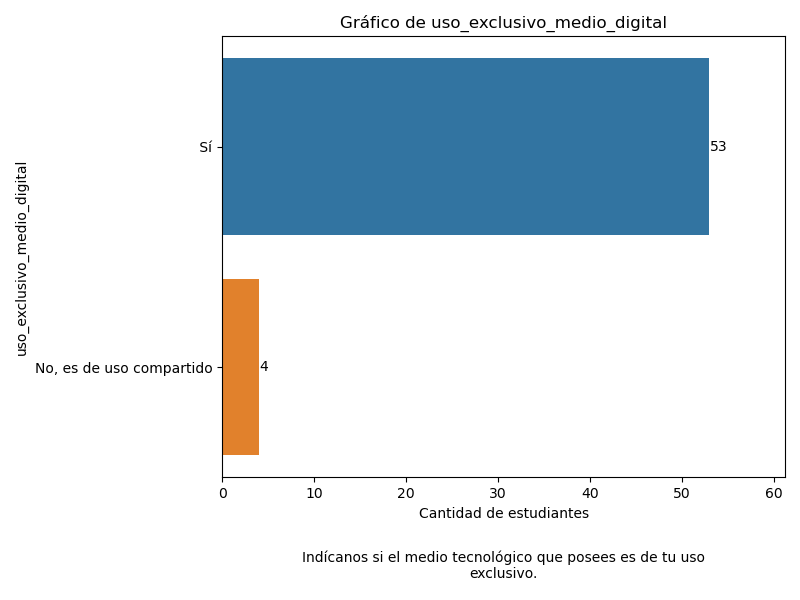 Gráfico de uso_exclusivo_medio_digital
uso_exclusivo_medio_digital
Sí
53
No, es de uso compartido
4
0 10 20 30 40 50 60
Cantidad de estudiantes
Indícanos si el medio tecnológico que posees es de tu uso
exclusivo.